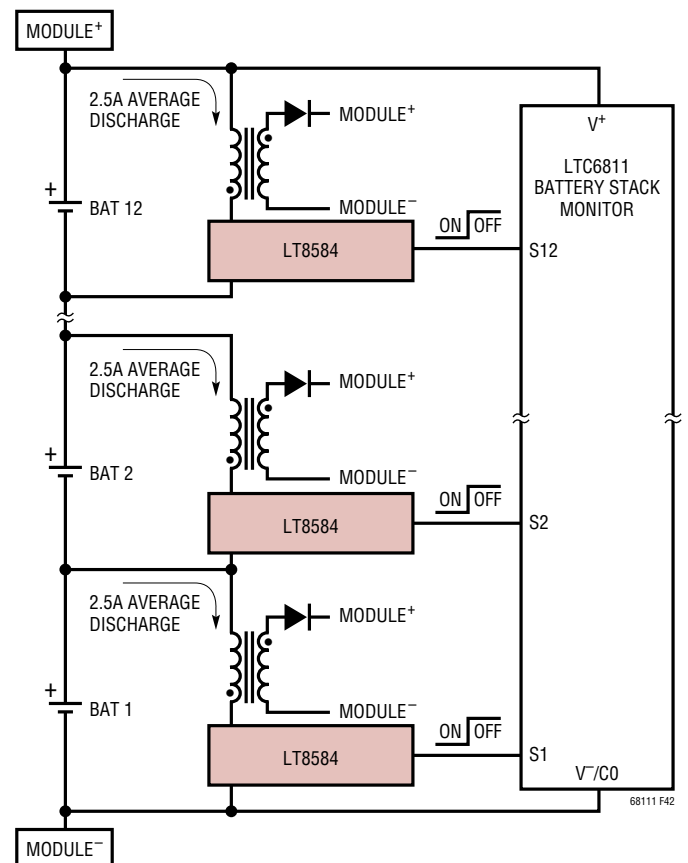 MODULE⁺
2.5A AVERAGE
DISCHARGE
MODULE⁺
V⁺
LTC6811
BATTERY STACK
MONITOR
+
BAT 12
MODULE⁻
ON OFF
LT8584
S12
2.5A AVERAGE
DISCHARGE
MODULE⁺
+
BAT 2
MODULE⁻
ON OFF
LT8584
S2
2.5A AVERAGE
DISCHARGE
MODULE⁺
+
BAT 1
MODULE⁻
ON OFF
LT8584
S1
V⁻/C0
68111 F42
MODULE⁻